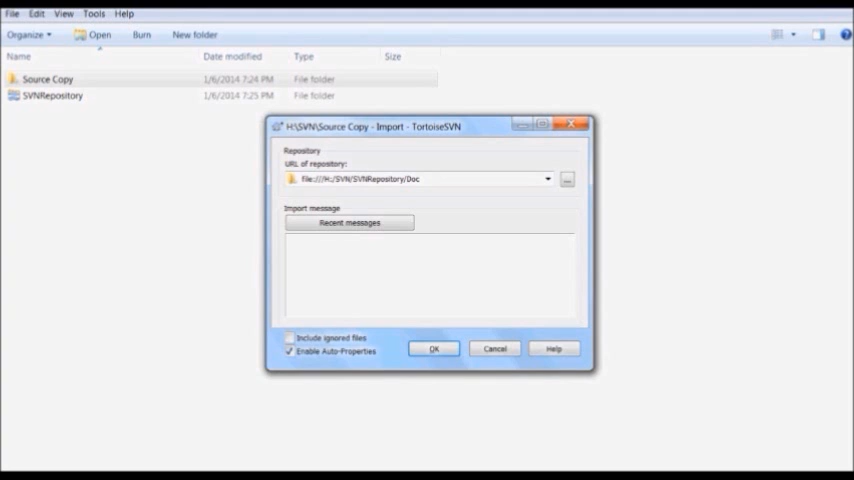 File Edit View Tools Help
Organize Open Burn New folder
Name Date modified Type Size
Source Copy 1/6/2014 7:24 PM File folder
SVNRepository 1/6/2014 7:25 PM File folder
H:\SVN\Source Copy - Import - TortoiseSVN
Repository
URL of repository:
file:///H:/SVN/SVNRepository/Doc
...
Import message
Recent messages
Include ignored files
Enable Auto-Properties
OK Cancel Help